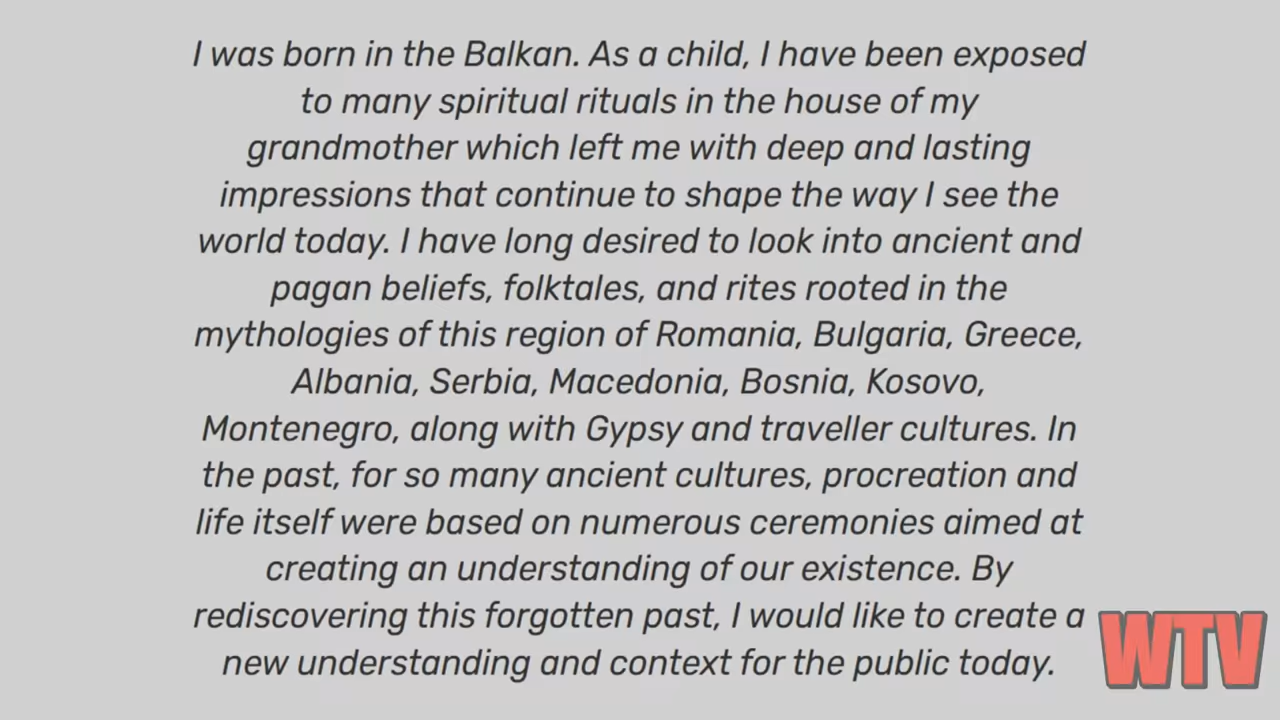 I was born in the Balkan. As a child, I have been exposed
to many spiritual rituals in the house of my
grandmother which left me with deep and lasting
impressions that continue to shape the way I see the
world today. I have long desired to look into ancient and
pagan beliefs, folktales, and rites rooted in the
mythologies of this region of Romania, Bulgaria, Greece,
Albania, Serbia, Macedonia, Bosnia, Kosovo,
Montenegro, along with Gypsy and traveller cultures. In
the past, for so many ancient cultures, procreation and
life itself were based on numerous ceremonies aimed at
creating an understanding of our existence. By
rediscovering this forgotten past, I would like to create a
new understanding and context for the public today.
WTV